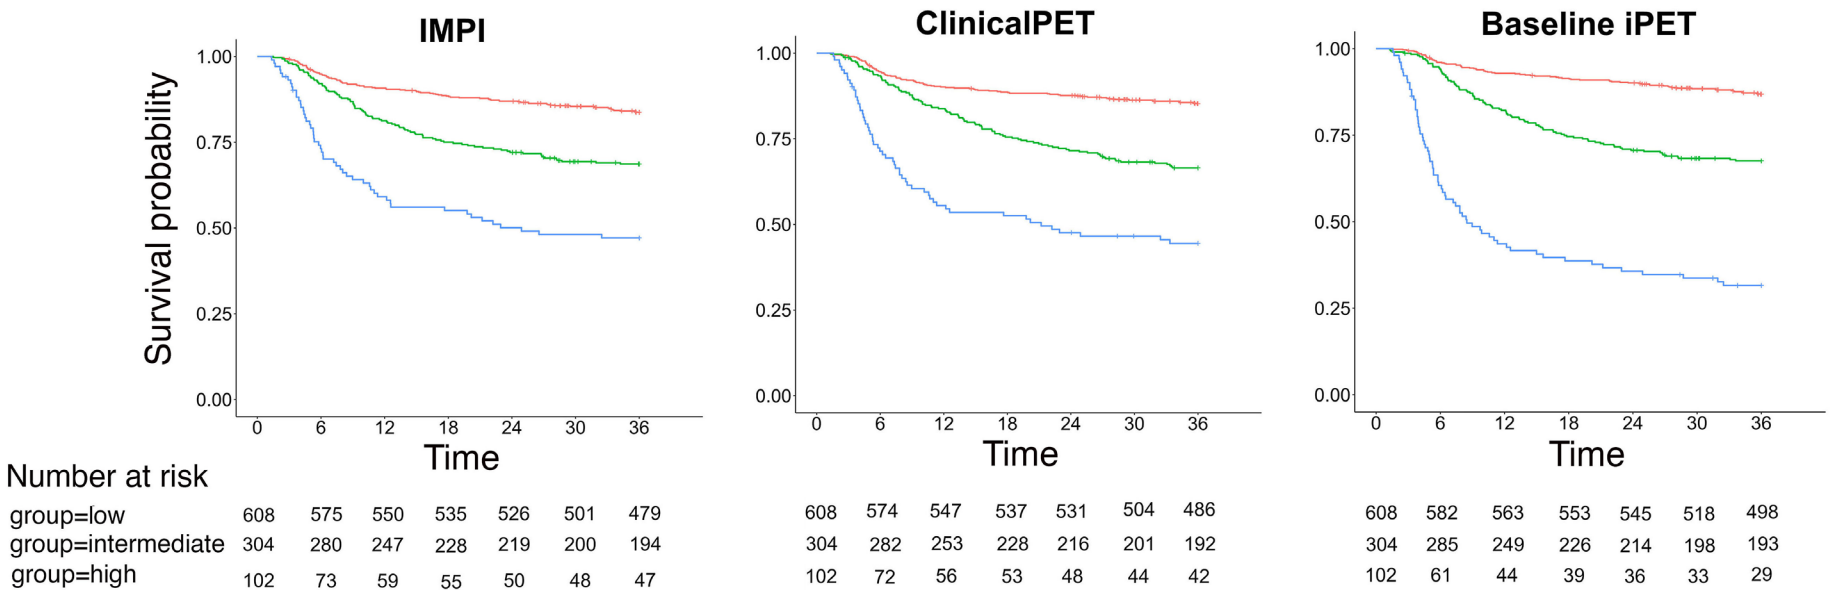 IMPI
ClinicalPET
Baseline iPET
Survival probability
1.00
0.75
0.50
0.25
0.00
0 6 12 18 24 30 36
Time
1.00
0.75
0.50
0.25
0.00
0 6 12 18 24 30 36
Time
1.00
0.75
0.50
0.25
0.00
0 6 12 18 24 30 36
Time
Number at risk
group=low 608 575 550 535 526 501 479 608 574 547 537 531 504 486 608 582 563 553 545 518 498
group=intermediate 304 280 247 228 219 200 194 304 282 253 228 216 201 192 304 285 249 226 214 198 193
group=high 102 73 59 55 50 48 47 102 72 56 53 48 44 42 102 61 44 39 36 33 29